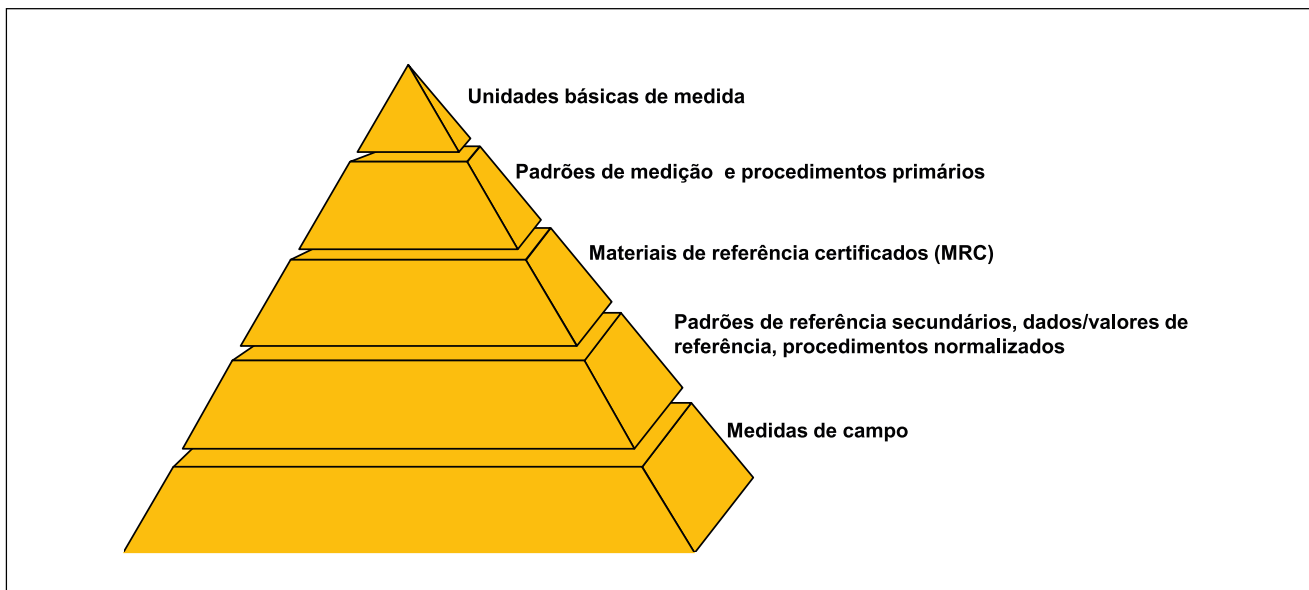 Unidades básicas de medida
Padrões de medição e procedimentos primários
Materiais de referência certificados (MRC)
Padrões de referência secundários, dados/valores de
referência, procedimentos normalizados
Medidas de campo